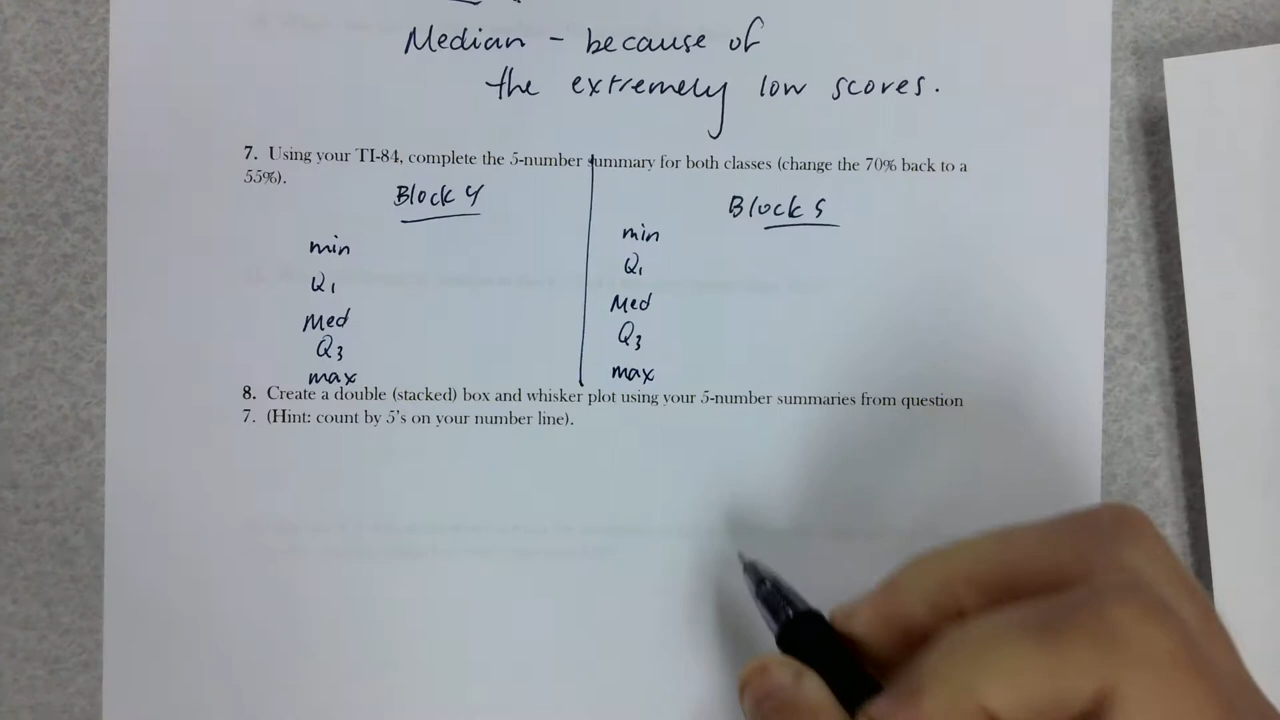 Median - because of
the extremely low scores.
7. Using your TI-84, complete the 5-number summary for both classes (change the 70% back to a
55%).
Block 4
min
Q1
Med
Q3
max
Block 5
min
Q1
Med
Q3
max
8. Create a double (stacked) box and whisker plot using your 5-number summaries from question
7. (Hint: count by 5's on your number line).